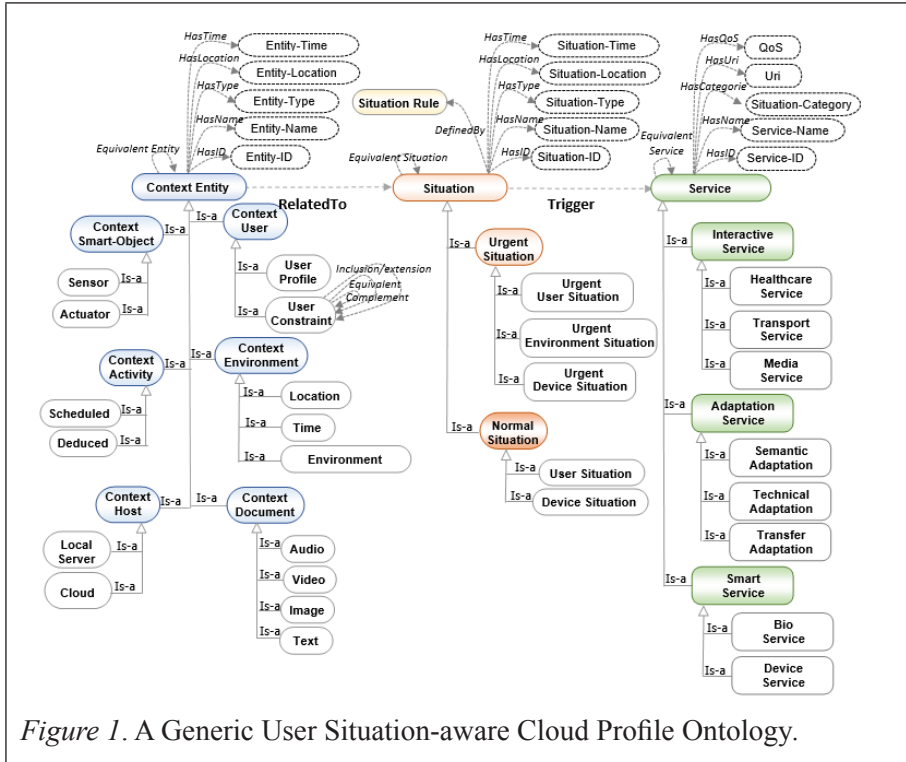 HasTime
Entity-Time
HasLocation
Entity-Location
HasType
Entity-Type
HasName
Entity-Name
Equivalent Entity
HasID
Entity-ID
Context Entity
RelatedTo
HasTime
Situation-Time
HasLocation
Situation-Location
HasType
Situation-Type
Situation Rule
DefinedBy
HasName
Situation-Name
Equivalent Situation
HasID
Situation-ID
Situation
Trigger
HasQoS
QoS
HasUri
Uri
HasCategorie
Situation-Category
HasName
Service-Name
Equivalent
Service
HasID
Service-ID
Service
Context
Smart-Object
Is-a
Is-a
Context
User
Sensor
Is-a
Actuator
Is-a
Is-a
User
Profile
Is-a
User
Constraint
Inclusion/extension
Equivalent
Complement
Context
Activity
Is-a
Is-a
Context
Environment
Scheduled
Is-a
Deduced
Is-a
Is-a
Location
Is-a
Time
Is-a
Environment
Context
Host
Is-a
Is-a
Context
Document
Local
Server
Is-a
Cloud
Is-a
Is-a
Audio
Is-a
Video
Is-a
Image
Is-a
Text
Is-a
Urgent
Situation
Is-a
Urgent
User Situation
Is-a
Urgent
Environment Situation
Is-a
Urgent
Device Situation
Is-a
Normal
Situation
Is-a
User Situation
Is-a
Device Situation
Is-a
Interactive
Service
Is-a
Healthcare
Service
Is-a
Transport
Service
Is-a
Media
Service
Is-a
Adaptation
Service
Is-a
Semantic
Adaptation
Is-a
Technical
Adaptation
Is-a
Transfer
Adaptation
Is-a
Smart
Service
Is-a
Bio
Service
Is-a
Device
Service
Figure 1. A Generic User Situation-aware Cloud Profile Ontology.